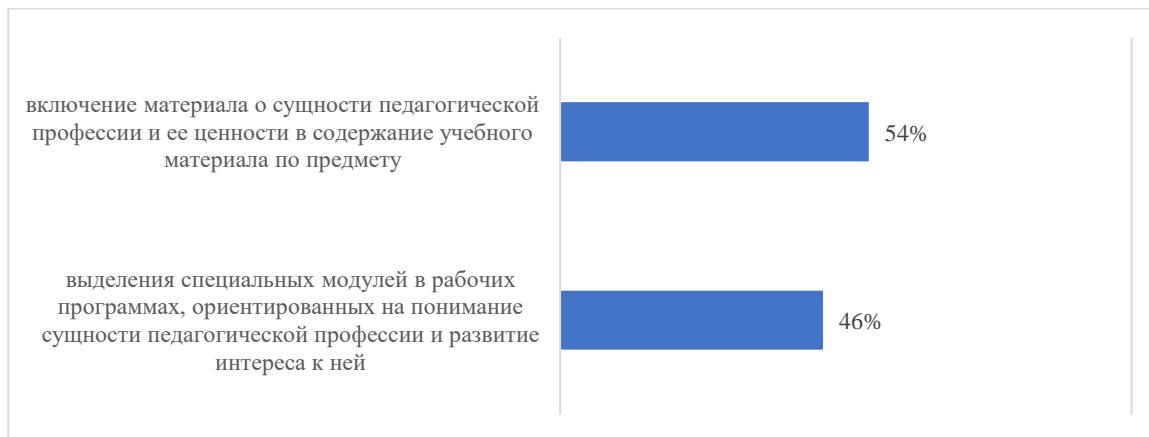 включение материала о сущности педагогической
профессии и ее ценности в содержание учебного
материала по предмету
54%
выделения специальных модулей в рабочих
программах, ориентированных на понимание
сущности педагогической профессии и развитие
интереса к ней
46%